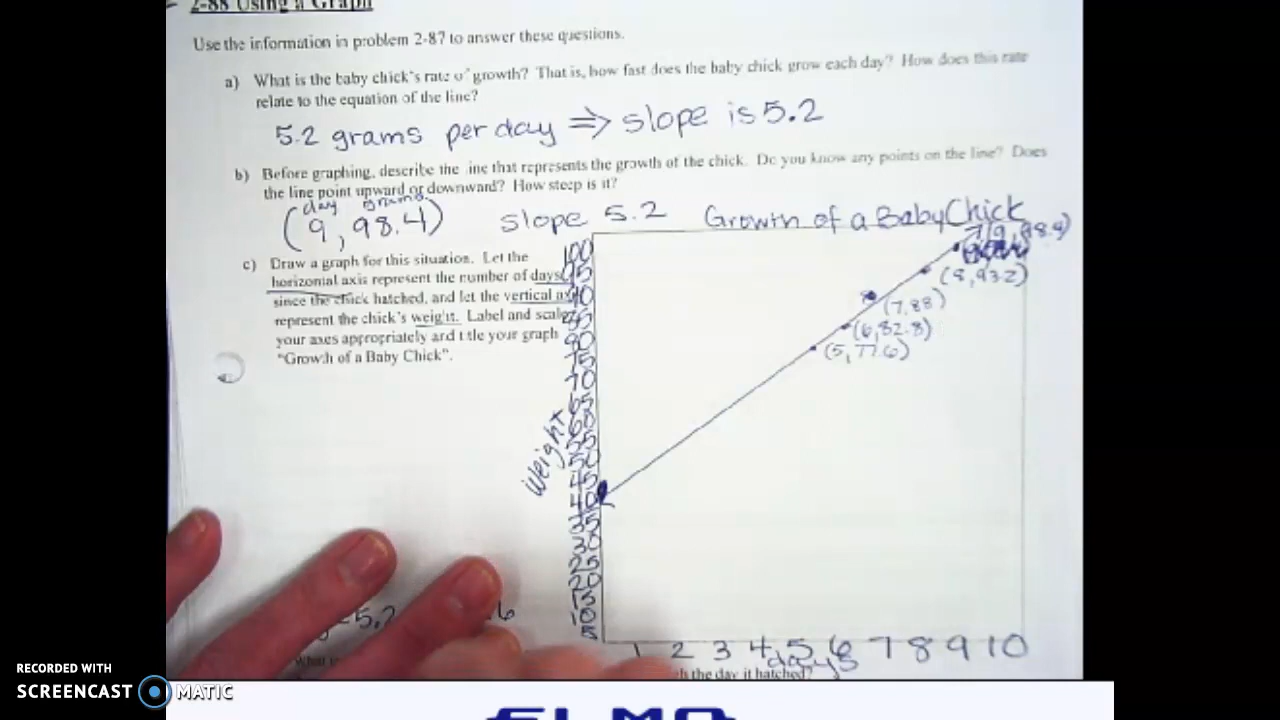 2-88 Using a Graph
Use the information in problem 2-87 to answer these questions.
a) What is the baby chick's rate of growth? That is, how fast does the baby chick grow each day? How does this rate
relate to the equation of the line?
5.2 grams per day ⇒ slope is 5.2
b) Before graphing, describe the line that represents the growth of the chick. Do you know any points on the line? Does
the line point upward or downward? How steep is it?
day grams
(9, 98.4) slope 5.2 Growth of a Baby Chick
c) Draw a graph for this situation. Let the
horizontal axis represent the number of days
since the chick hatched, and let the vertical axis
represent the chick's weight. Label and scale
your axes appropriately and title your graph
"Growth of a Baby Chick".
(9, 98.4)
(8, 93.2)
(7, 88)
(6, 82.8)
(5, 77.6)
100
95
90
85
80
75
70
65
60
55
50
45
40
35
30
25
20
15
10
5
Weight
1 2 3 4 5 6 7 8 9 10
days
=5.2
the day it hatched?
RECORDED WITH
SCREENCAST MATIC
ELMO